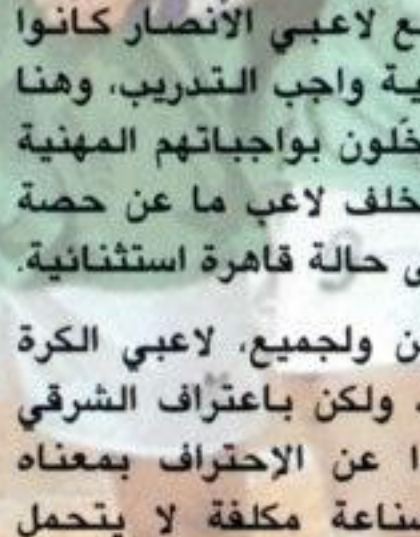 ع لاعبي الأنصار كانوا
ية واجب التدريب، وهنا
خلون بواجباتهم المهنية
خلف لاعب ما عن حصة
ى حالة قاهرة استثنائية.
ن ولجميع، لاعبي الكرة
، ولكن باعتراف الشرقي
ا عن الإحتراف بمعناه
ناعة مكلفة لا يتحمل